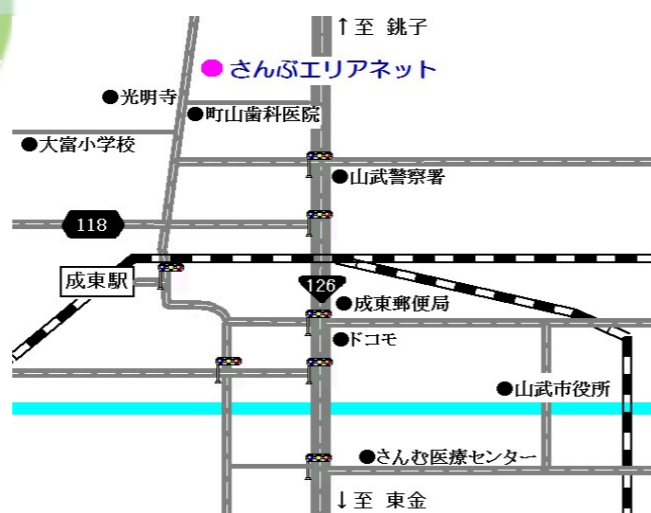 ↑至 銚子
●さんぶエリアネット
●光明寺
●町山歯科医院
●大富小学校
●山武警察署
118
成東駅
126
●成東郵便局
●ドコモ
●山武市役所
●さんむ医療センター
↓至 東金